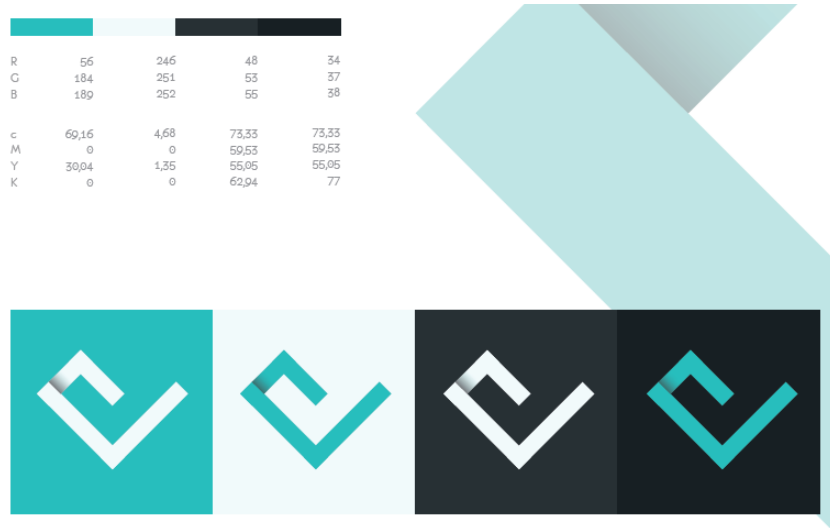 R 56 246 48 34
G 184 251 53 37
B 189 252 55 38
c 69,16 4,68 73,33 73,33
M 0 0 59,53 59,53
Y 30,04 1,35 55,05 55,05
K 0 0 62,94 77